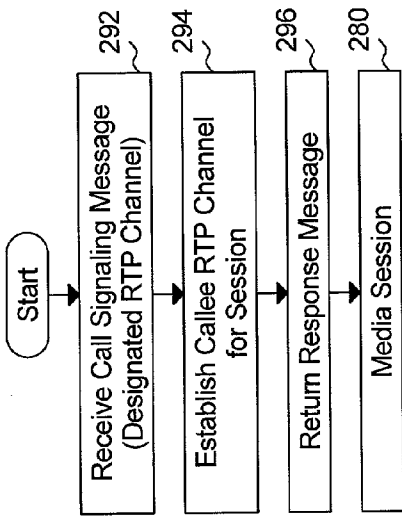 Start
Receive Call Signaling Message
(Designated RTP Channel)
292
Establish Callee RTP Channel
for Session
294
Return Response Message
296
Media Session
280